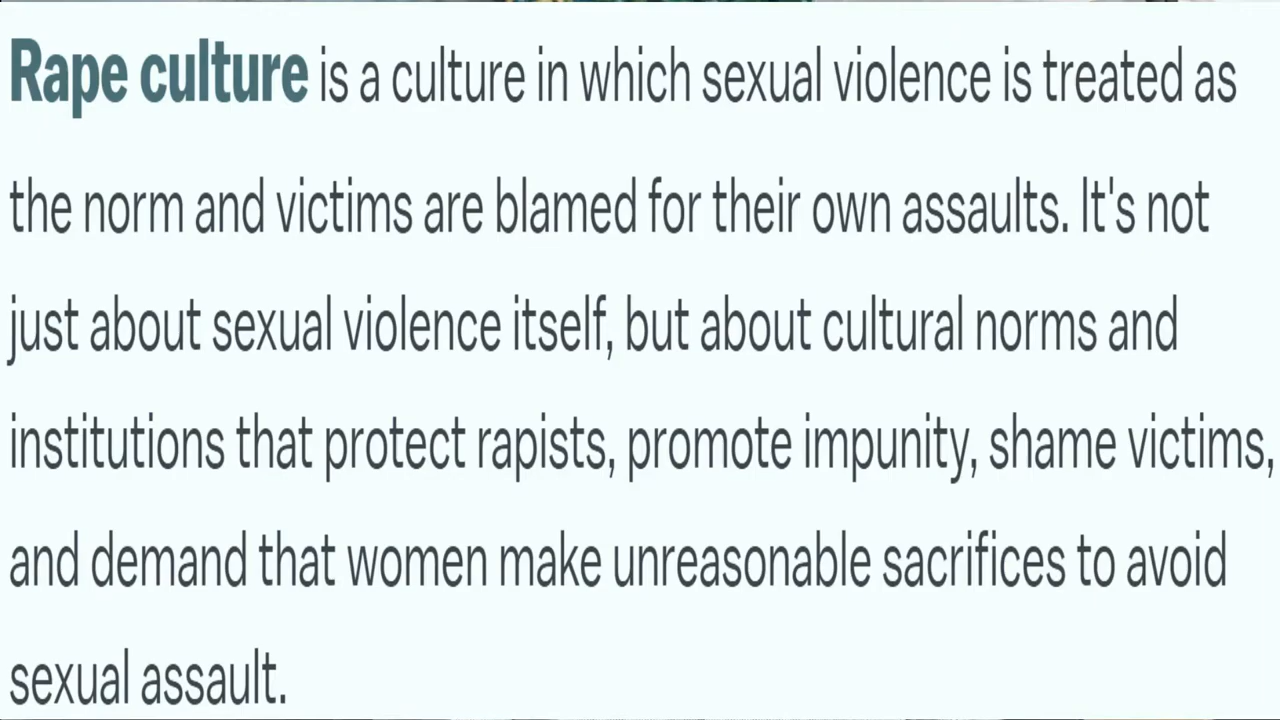 Rape culture is a culture in which sexual violence is treated as
the norm and victims are blamed for their own assaults. It's not
just about sexual violence itself, but about cultural norms and
institutions that protect rapists, promote impunity, shame victims,
and demand that women make unreasonable sacrifices to avoid
sexual assault.